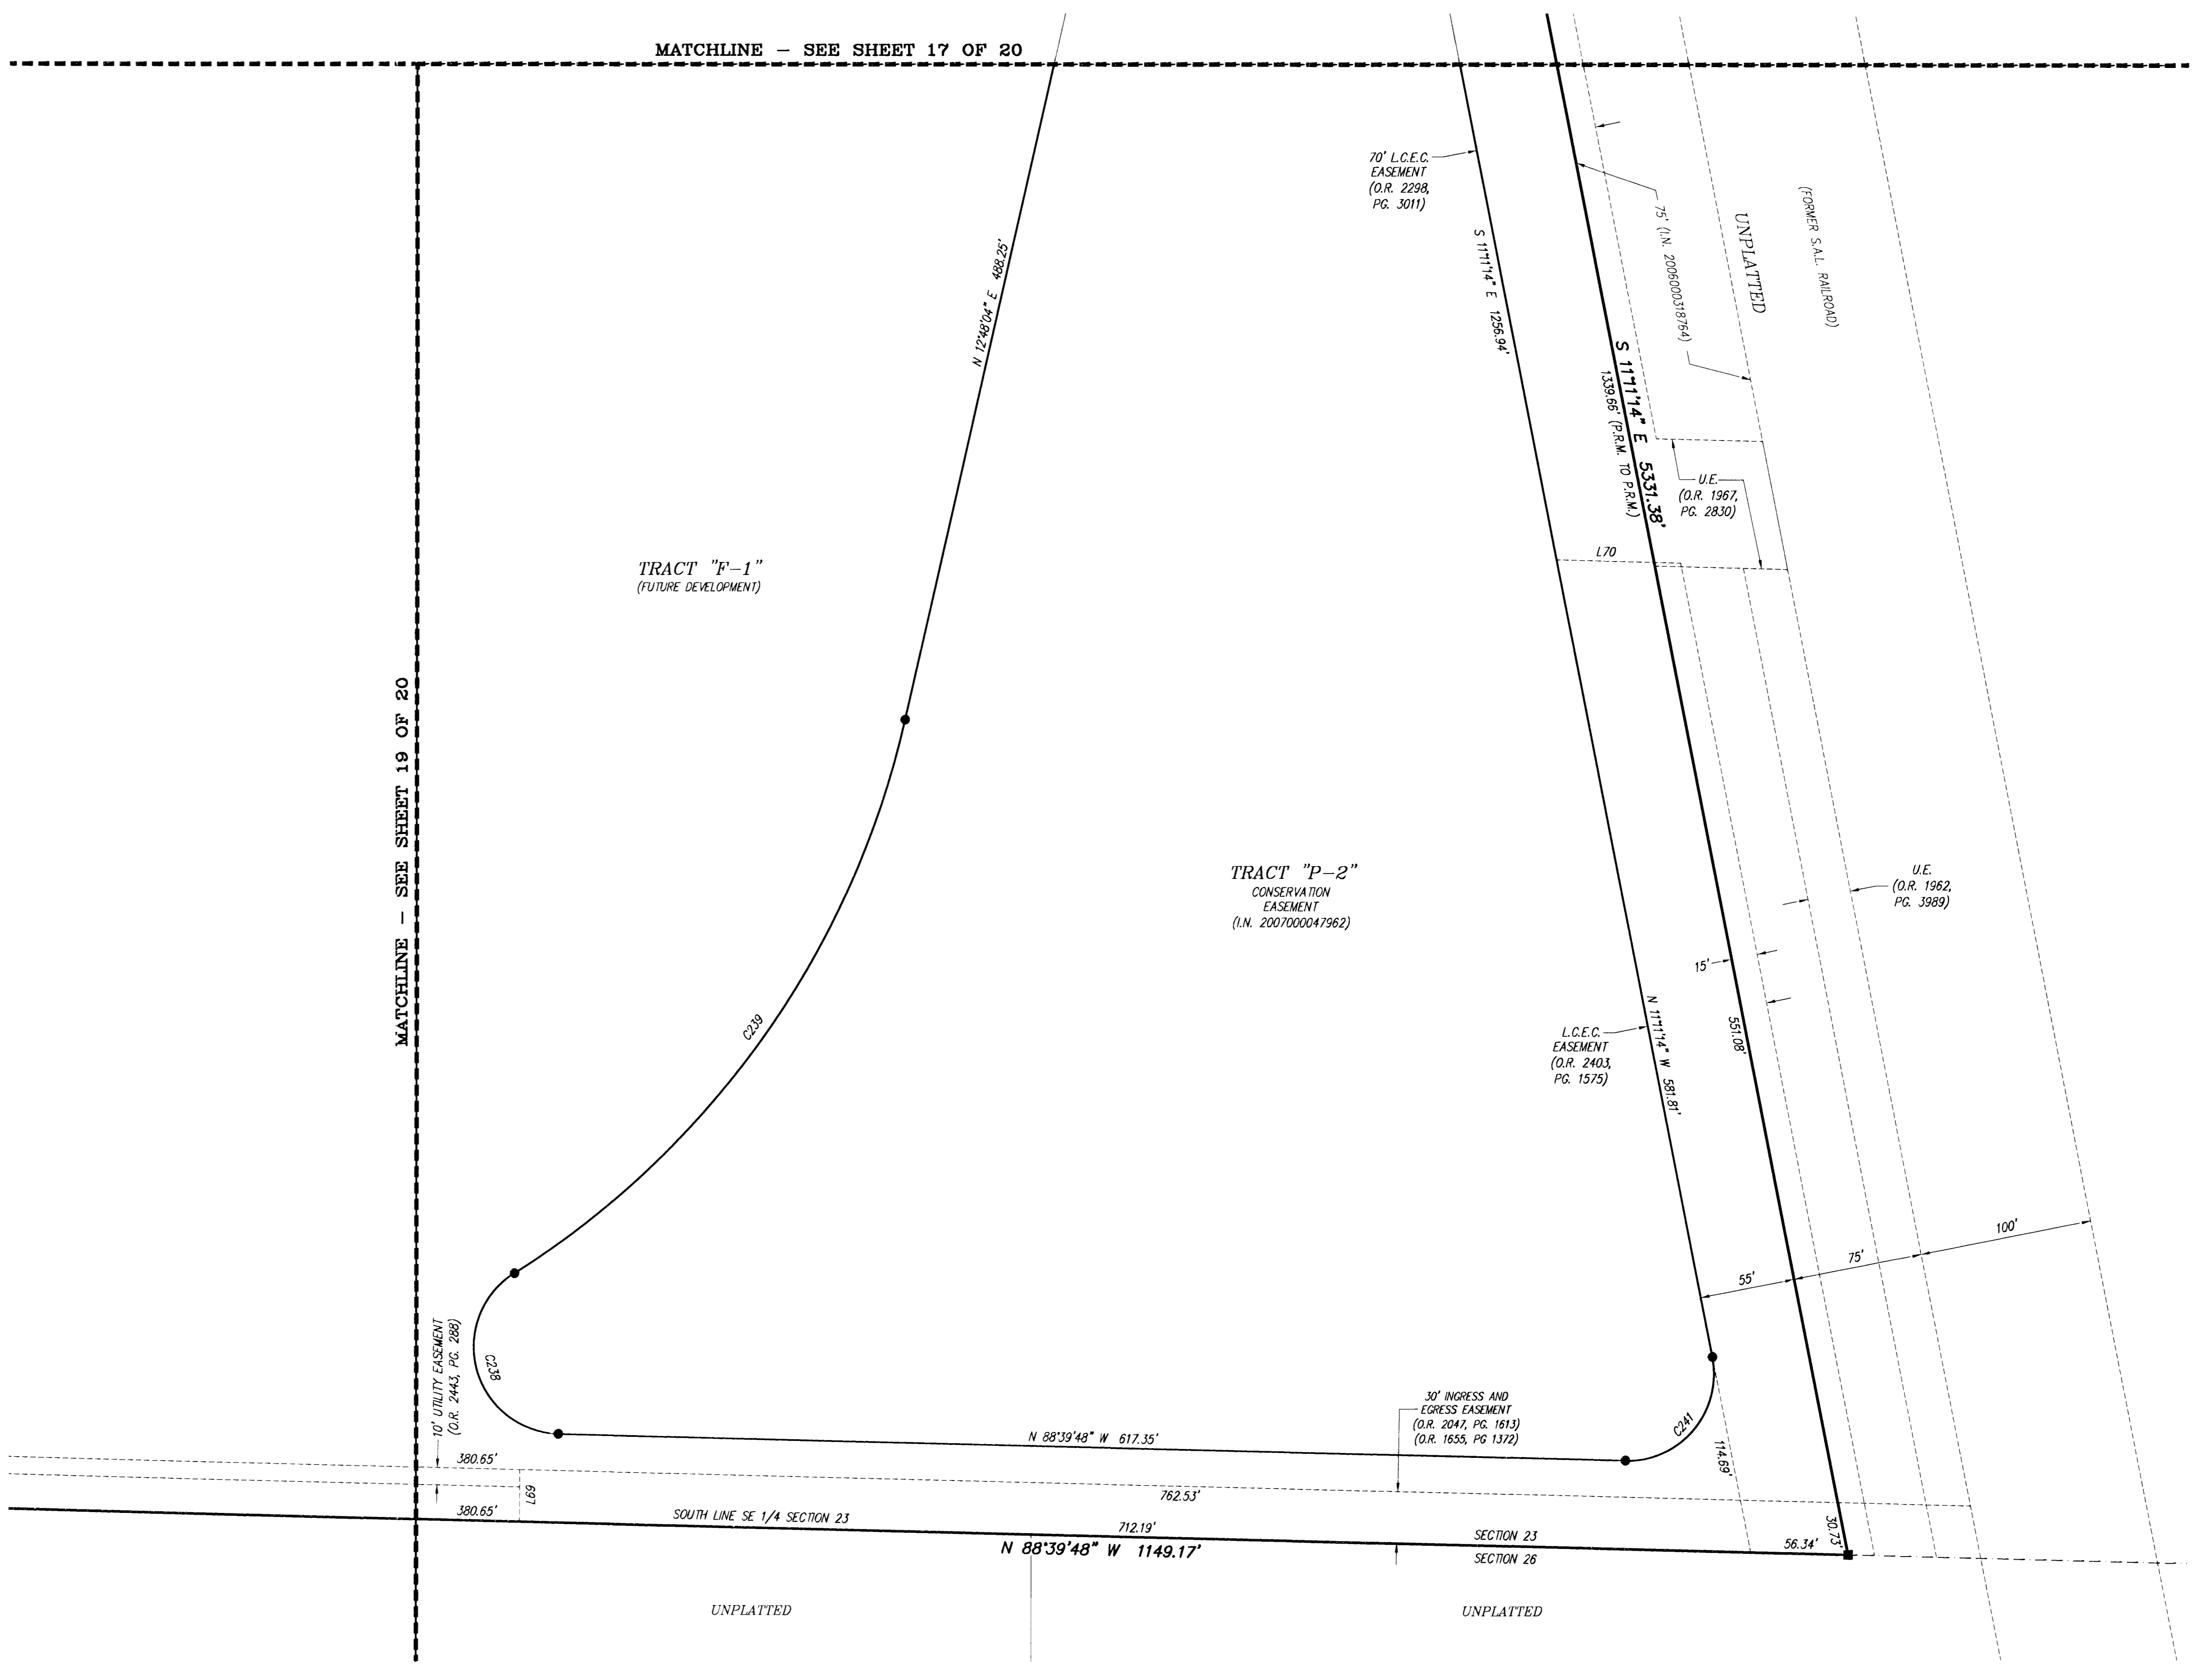 MATCHLINE – SEE SHEET 17 OF 20
MATCHLINE – SEE SHEET 19 OF 20
N 12°48'04" E 488.25'
70' L.C.E.C.
EASEMENT
(O.R. 2298,
PG. 3011)
S 11°11'14" E 1256.94'
75' (I.N. 2006000318764)
UNPLATTED
(FORMER S.A.L. RAILROAD)
S 11°11'14" E 5331.38'
1339.66' (P.R.M. TO P.R.M.)
U.E.
(O.R. 1967,
PG. 2830)
L70
TRACT "F-1"
(FUTURE DEVELOPMENT)
TRACT "P-2"
CONSERVATION
EASEMENT
(I.N. 2007000047962)
U.E.
(O.R. 1962,
PG. 3989)
15'
C239
L.C.E.C.
EASEMENT
(O.R. 2403,
PG. 1575)
N 11°11'14" W 581.81'
551.08'
55'
75'
100'
10' UTILITY EASEMENT
(O.R. 2443, PG. 288)
C238
30' INGRESS AND
EGRESS EASEMENT
(O.R. 2047, PG. 1613)
(O.R. 1655, PG 1372)
C241
114.69'
N 88°39'48" W 617.35'
380.65'
L69
762.53'
380.65'
SOUTH LINE SE 1/4 SECTION 23
712.19'
SECTION 23
56.34'
30.73'
N 88°39'48" W 1149.17'
SECTION 26
UNPLATTED
UNPLATTED